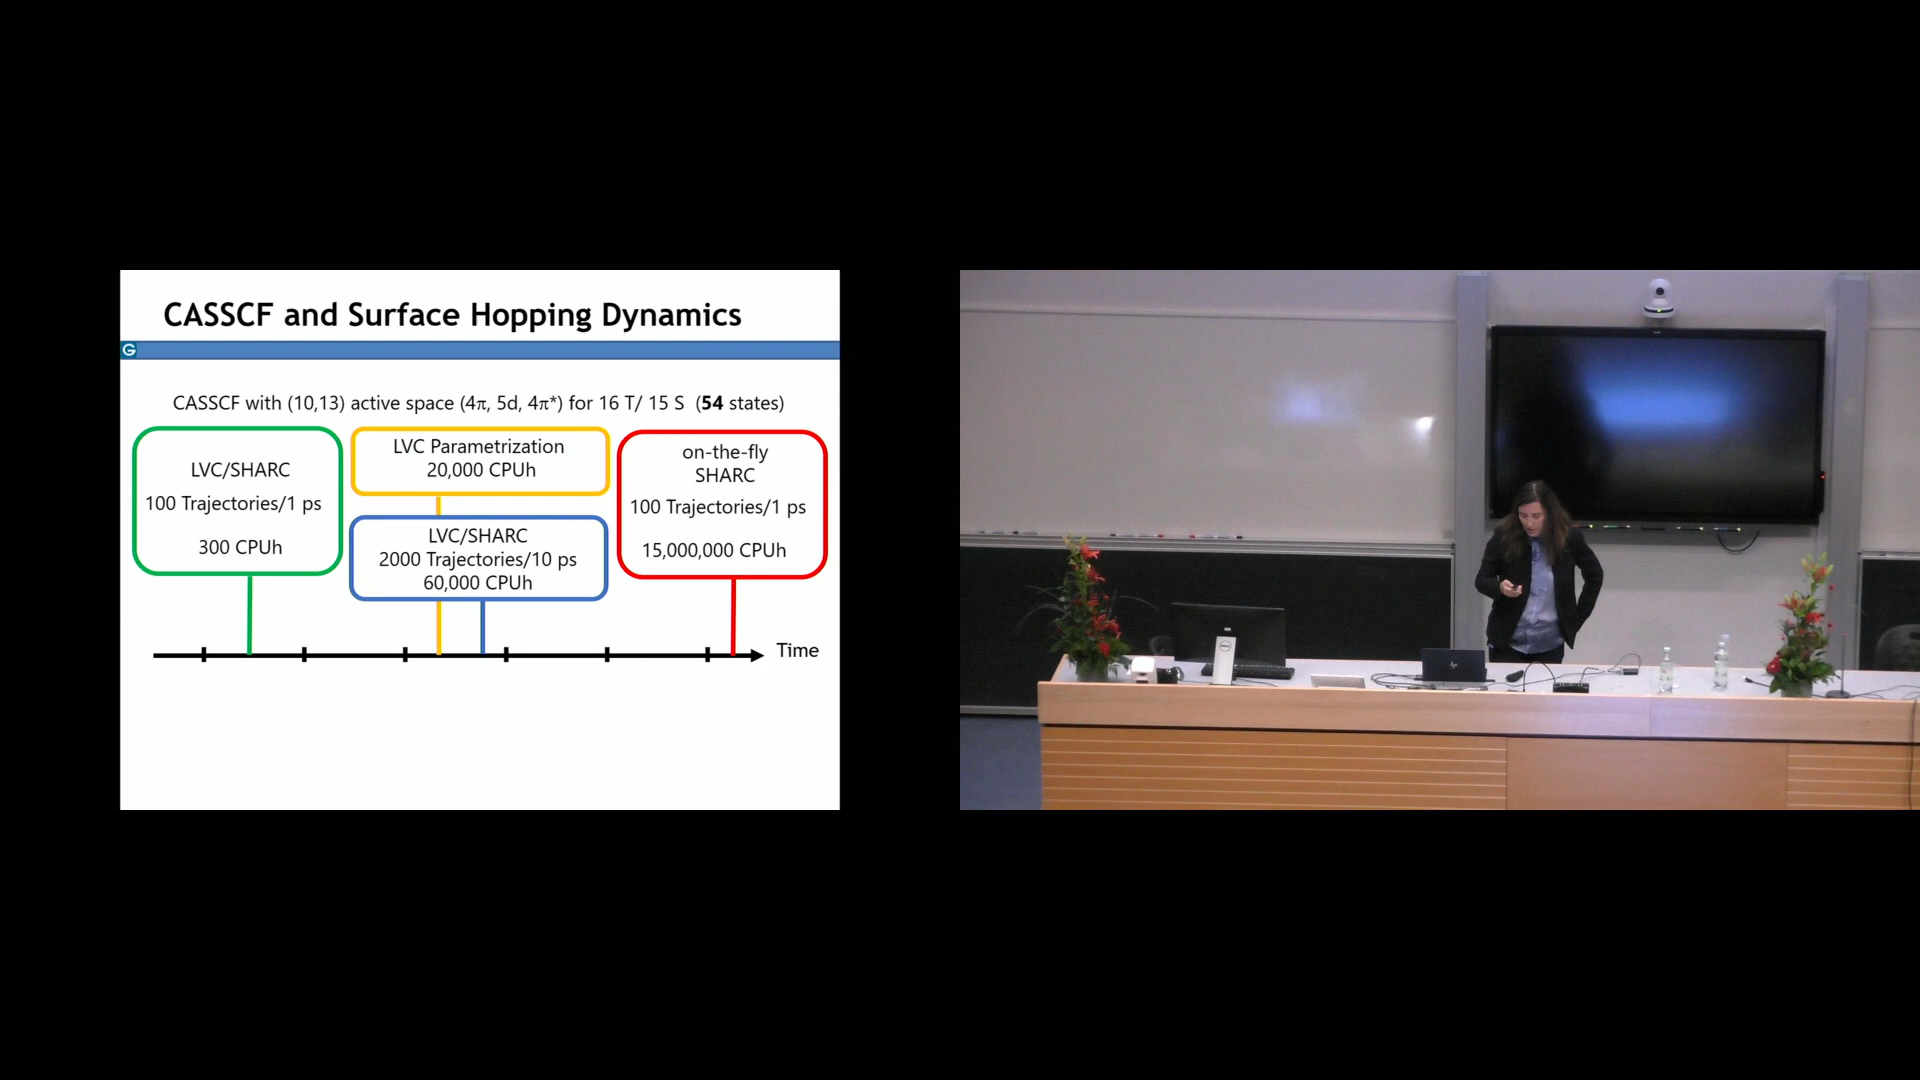 CASSCF and Surface Hopping Dynamics
G
CASSCF with (10,13) active space (4π, 5d, 4π*) for 16 T/ 15 S (54 states)
LVC/SHARC
100 Trajectories/1 ps
300 CPUh
LVC Parametrization
20,000 CPUh
LVC/SHARC
2000 Trajectories/10 ps
60,000 CPUh
on-the-fly
SHARC
100 Trajectories/1 ps
15,000,000 CPUh
Time